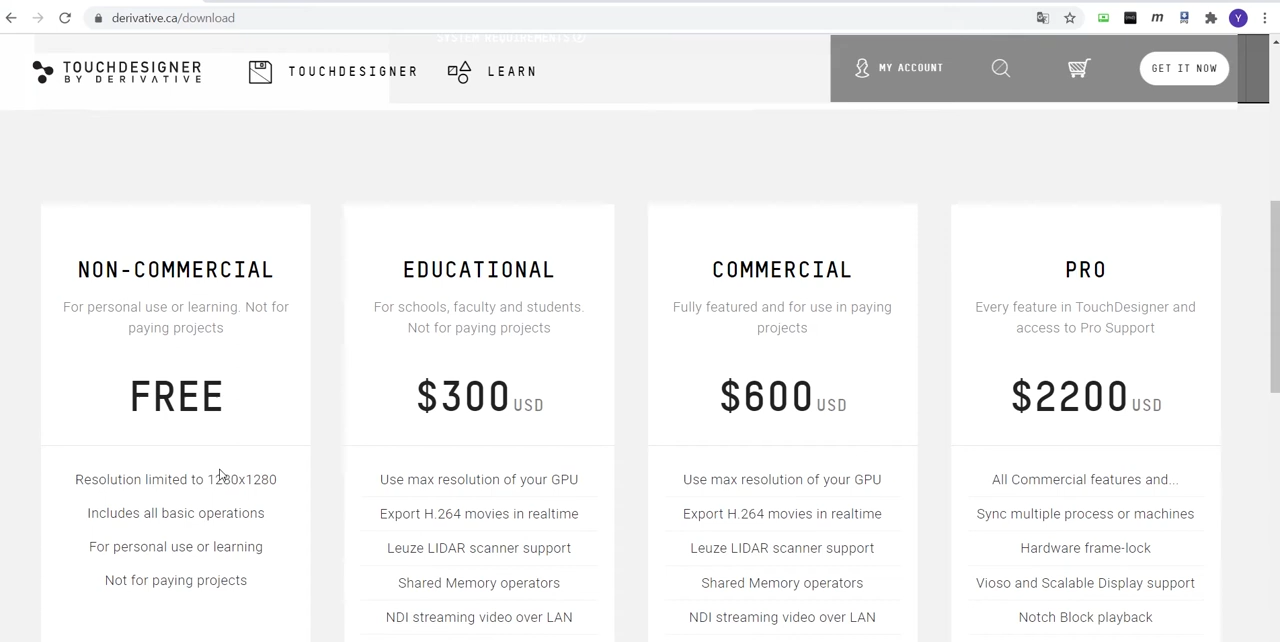 derivative.ca/download
SYSTEM REQUIREMENTS
TOUCHDESIGNER
BY DERIVATIVE
TOUCHDESIGNER
LEARN
MY ACCOUNT
GET IT NOW
NON-COMMERCIAL
For personal use or learning. Not for
paying projects
FREE
Resolution limited to 1280x1280
Includes all basic operations
For personal use or learning
Not for paying projects
EDUCATIONAL
For schools, faculty and students.
Not for paying projects
$300 USD
Use max resolution of your GPU
Export H.264 movies in realtime
Leuze LIDAR scanner support
Shared Memory operators
NDI streaming video over LAN
COMMERCIAL
Fully featured and for use in paying
projects
$600 USD
Use max resolution of your GPU
Export H.264 movies in realtime
Leuze LIDAR scanner support
Shared Memory operators
NDI streaming video over LAN
PRO
Every feature in TouchDesigner and
access to Pro Support
$2200 USD
All Commercial features and...
Sync multiple process or machines
Hardware frame-lock
Vioso and Scalable Display support
Notch Block playback